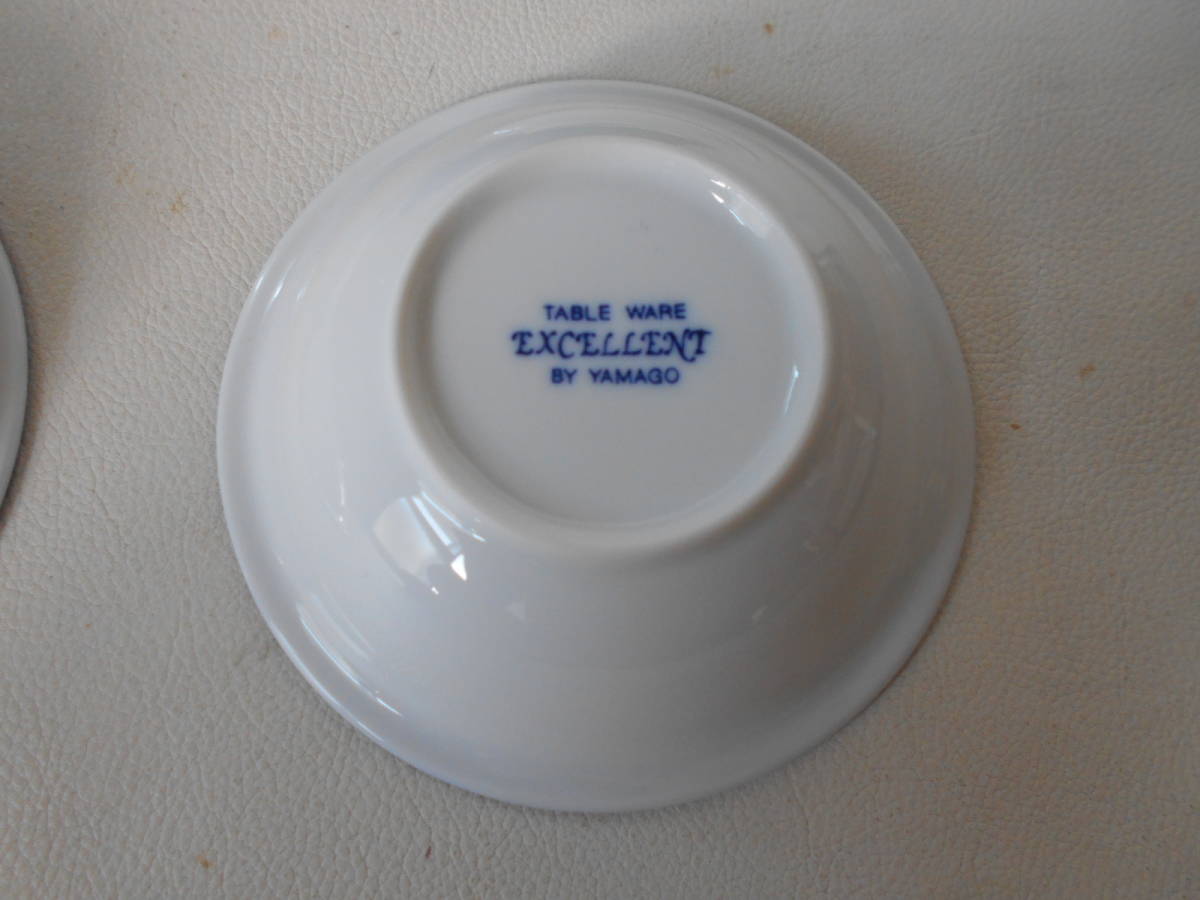 TABLE WARE
EXCELLENT
BY YAMAGO